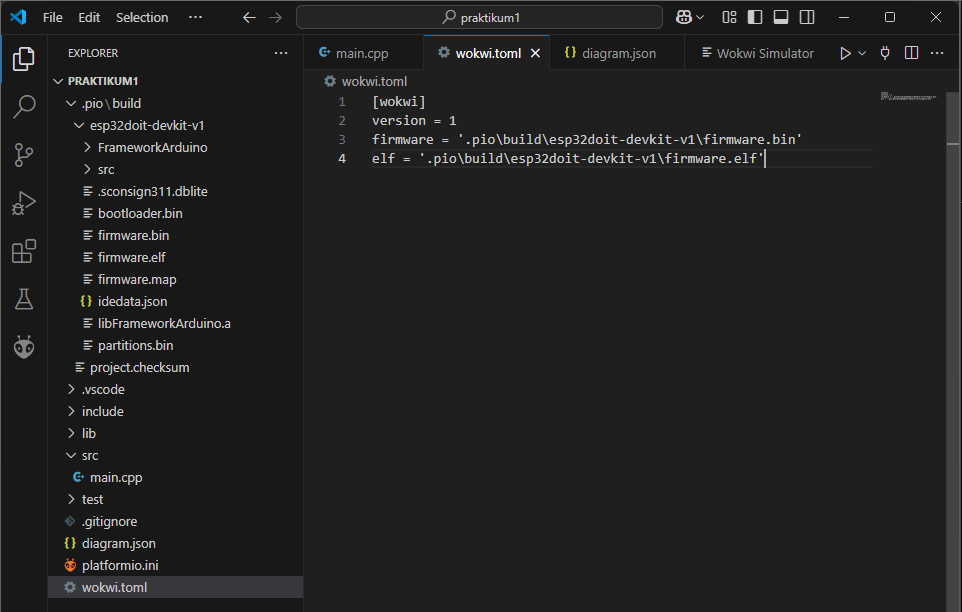 File Edit Selection ··· praktikum1
EXPLORER ···
PRAKTIKUM1
.pio \ build
esp32doit-devkit-v1
FrameworkArduino
src
.sconsign311.dblite
bootloader.bin
firmware.bin
firmware.elf
firmware.map
idedata.json
libFrameworkArduino.a
partitions.bin
project.checksum
.vscode
include
lib
src
main.cpp
test
.gitignore
diagram.json
platformio.ini
wokwi.toml
main.cpp wokwi.toml diagram.json Wokwi Simulator ···
wokwi.toml
1 [wokwi]
2 version = 1
3 firmware = '.pio\build\esp32doit-devkit-v1\firmware.bin'
4 elf = '.pio\build\esp32doit-devkit-v1\firmware.elf'